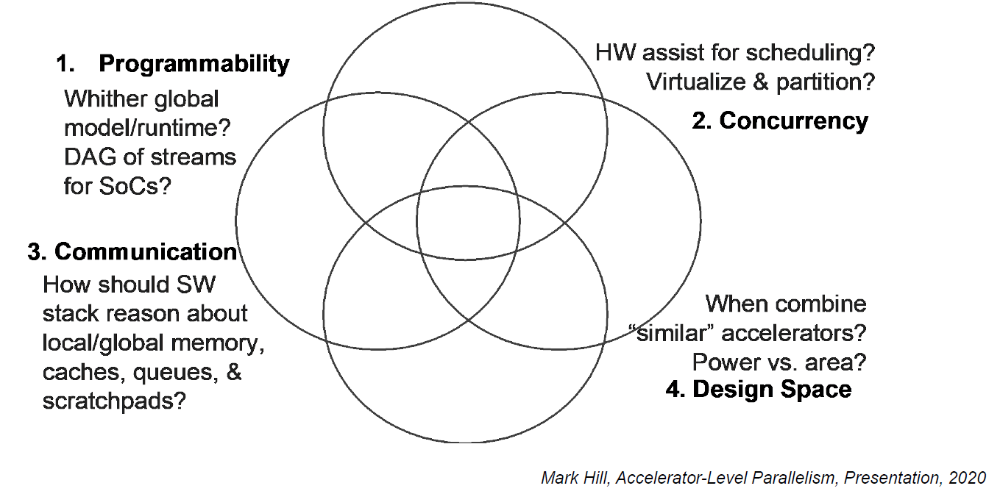 1. Programmability
Whither global
model/runtime?
DAG of streams
for SoCs?
HW assist for scheduling?
Virtualize & partition?
2. Concurrency
3. Communication
How should SW
stack reason about
local/global memory,
caches, queues, &
scratchpads?
When combine
“similar” accelerators?
Power vs. area?
4. Design Space
Mark Hill, Accelerator-Level Parallelism, Presentation, 2020